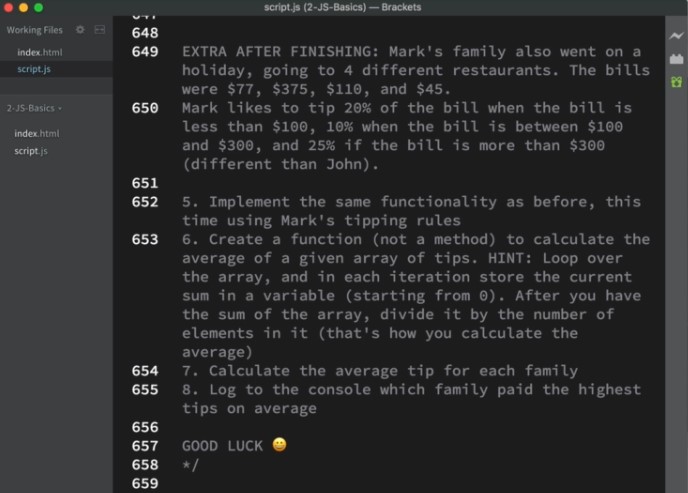 script.js (2-JS-Basics) — Brackets
Working Files
index.html
script.js
2-JS-Basics
index.html
script.js
647
648
649 EXTRA AFTER FINISHING: Mark's family also went on a
holiday, going to 4 different restaurants. The bills
were $77, $375, $110, and $45.
650 Mark likes to tip 20% of the bill when the bill is
less than $100, 10% when the bill is between $100
and $300, and 25% if the bill is more than $300
(different than John).
651
652 5. Implement the same functionality as before, this
time using Mark's tipping rules
653 6. Create a function (not a method) to calculate the
average of a given array of tips. HINT: Loop over
the array, and in each iteration store the current
sum in a variable (starting from 0). After you have
the sum of the array, divide it by the number of
elements in it (that's how you calculate the
average)
654 7. Calculate the average tip for each family
655 8. Log to the console which family paid the highest
tips on average
656
657 GOOD LUCK 😀
658 */
659